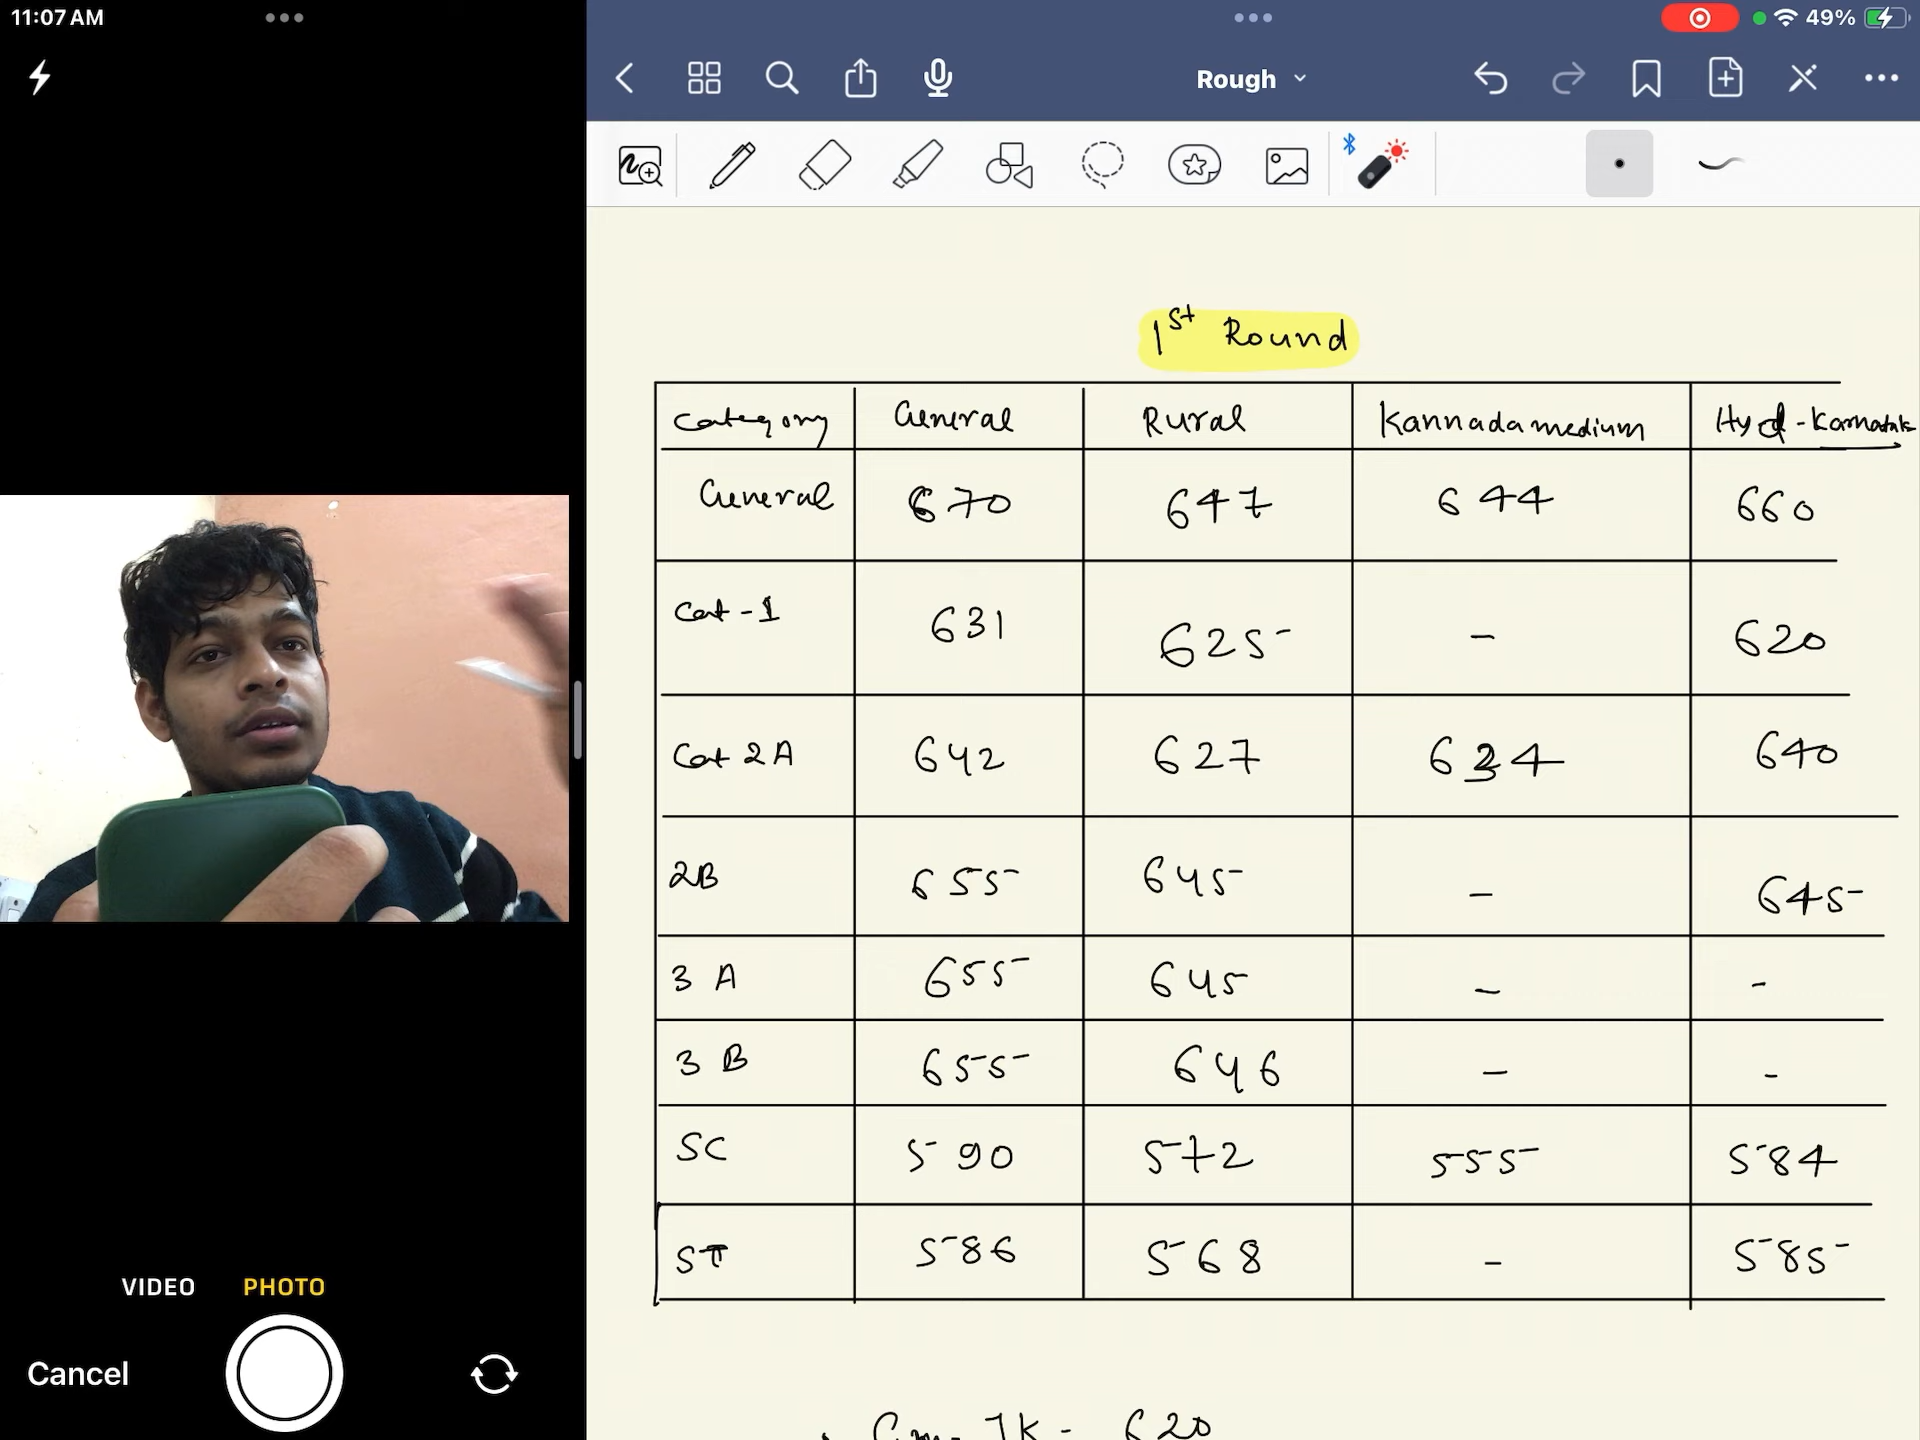 11:07 AM
49%
Rough
1st Round
Category General Rural Kannada medium Hyd-Karnatak
General 670 647 644 660
Cat-1 631 625 - 620
Cat 2A 642 627 634 640
2B 655 645 - 645
3 A 655 645 - -
3 B 655 646 - -
SC 590 572 555 584
ST 586 568 - 585
620
VIDEO PHOTO
Cancel